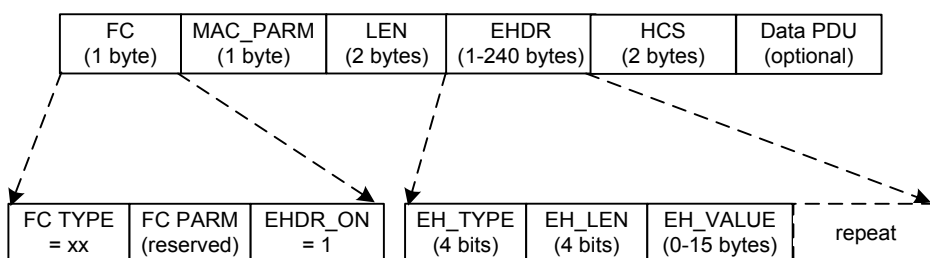 FC MAC_PARM LEN EHDR HCS Data PDU
(1 byte) (1 byte) (2 bytes) (1-240 bytes) (2 bytes) (optional)
FC TYPE FC PARM EHDR_ON EH_TYPE EH_LEN EH_VALUE repeat
= xx (reserved) = 1 (4 bits) (4 bits) (0-15 bytes)